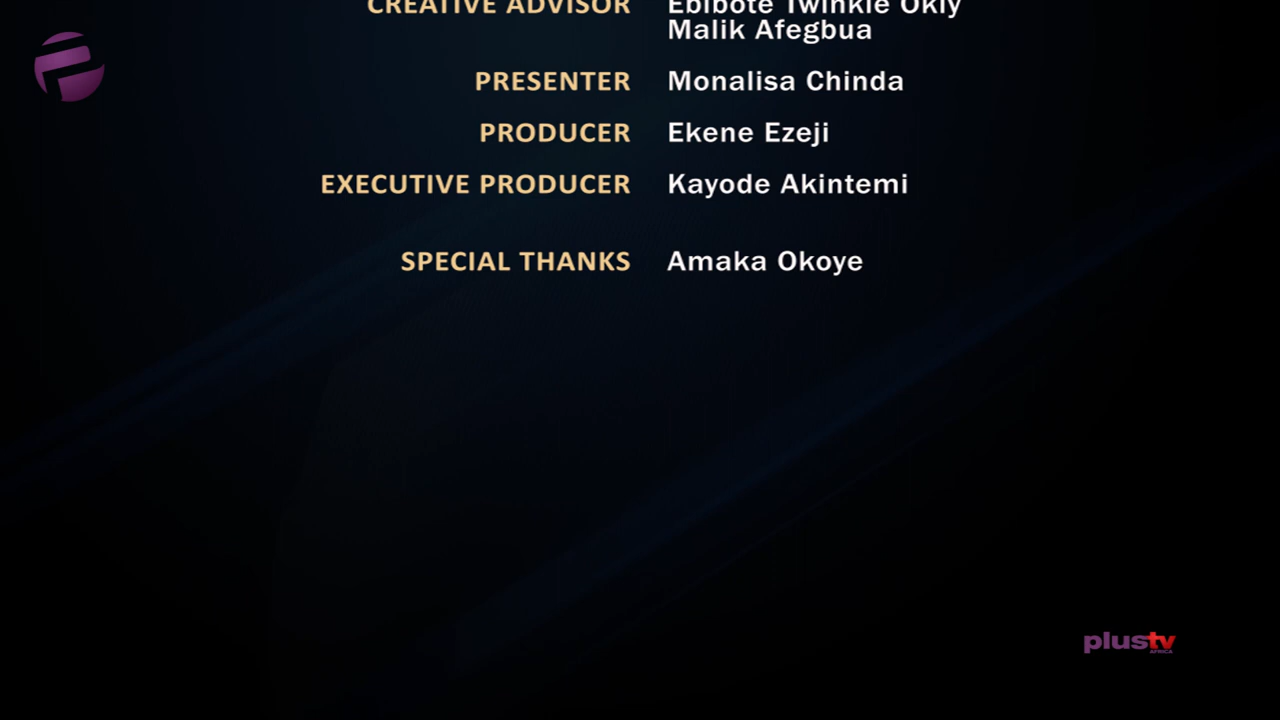 CREATIVE ADVISOR Ebibote Twinkle Okiy
Malik Afegbua
PRESENTER Monalisa Chinda
PRODUCER Ekene Ezeji
EXECUTIVE PRODUCER Kayode Akintemi
SPECIAL THANKS Amaka Okoye
plustv
AFRICA